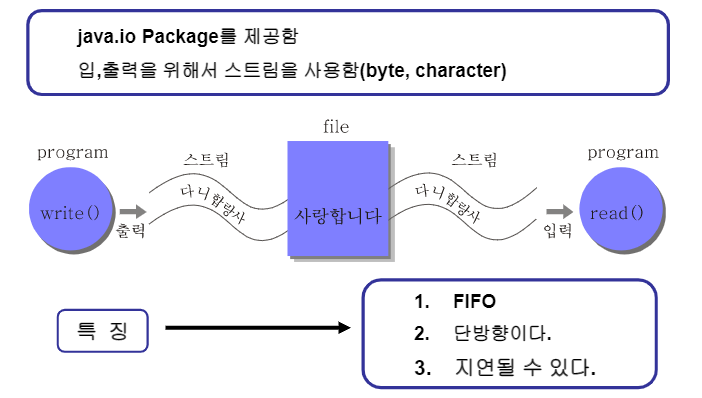 java.io Package를 제공함
입,출력을 위해서 스트림을 사용함(byte, character)
file
program
스트림
스트림
program
write()
다니합랑사
사랑합니다
다니합랑사
read()
출력
입력
특 징
1. FIFO
2. 단방향이다.
3. 지연될 수 있다.